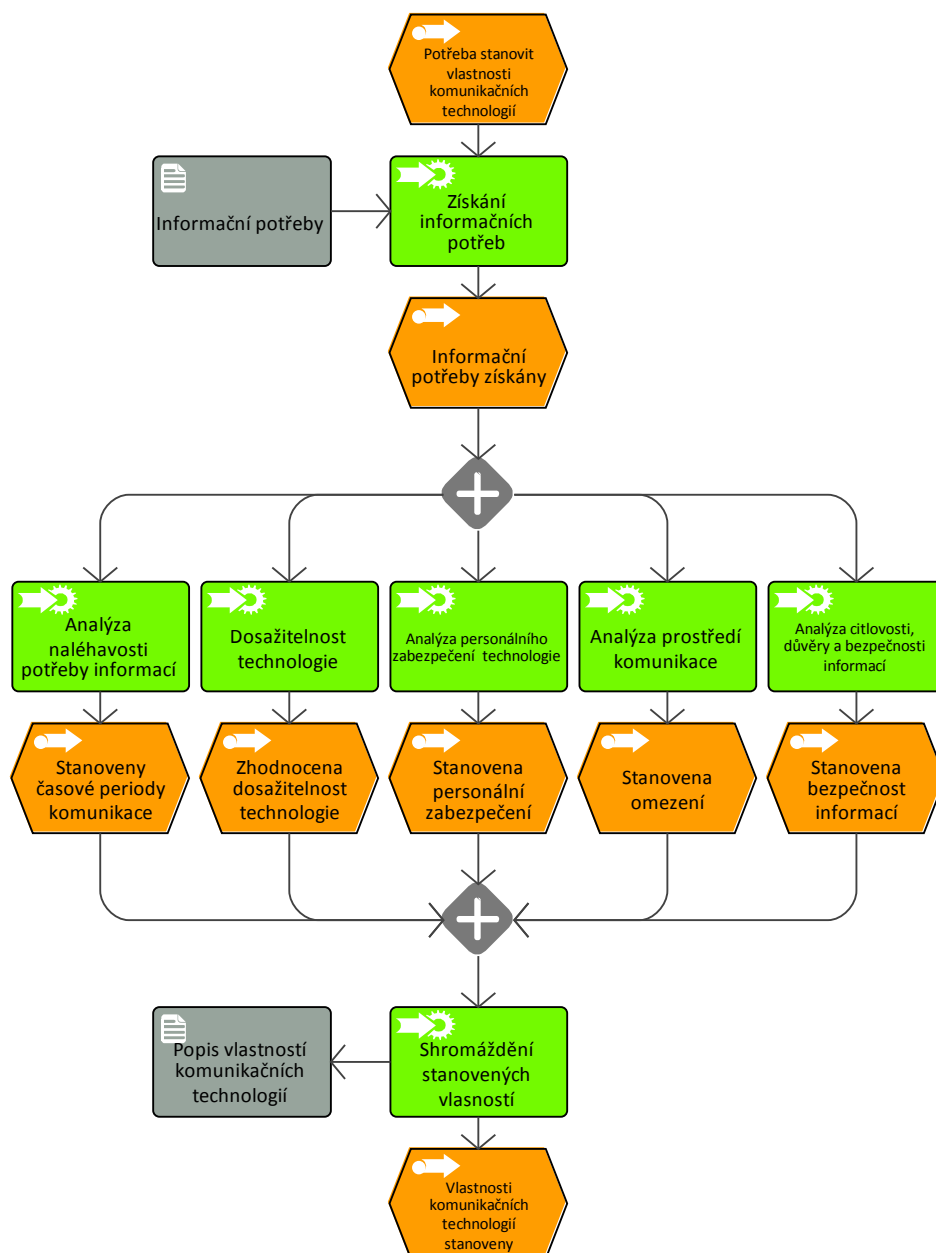 Potřeba stanovit
vlastnosti
komunikačních
technologií
Informační potřeby
Získání
informačních
potřeb
Informační
potřeby získány
Analýza
naléhavosti
potřeby informací
Dosažitelnost
technologie
Analýza personálního
zabezpečení technologie
Analýza prostředí
komunikace
Analýza citlovosti,
důvěry a bezpečnosti
informací
Stanoveny
časové periody
komunikace
Zhodnocena
dosažitelnost
technologie
Stanovena
personální
zabezpečení
Stanovena
omezení
Stanovena
bezpečnost
informací
Popis vlastností
komunikačních
technologií
Shromáždění
stanovených
vlasností
Vlastnosti
komunikačních
technologií
stanoveny